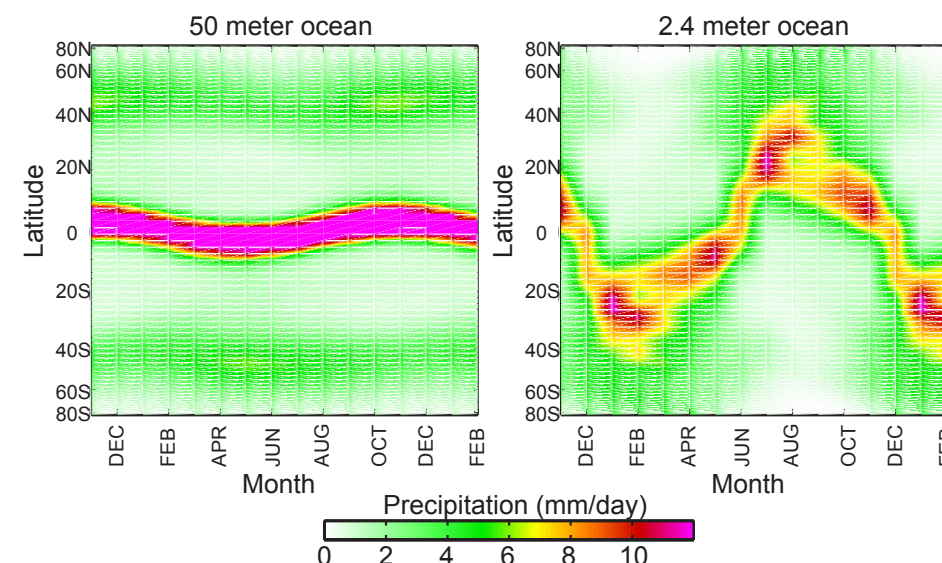 50 meter ocean
80N
60N
40N
20N
0
20S
40S
60S
80S
Latitude
DEC
FEB
APR
JUN
AUG
OCT
DEC
FEB
Month
2.4 meter ocean
80N
60N
40N
20N
0
20S
40S
60S
80S
Latitude
DEC
FEB
APR
JUN
AUG
OCT
DEC
FEB
Month
Precipitation (mm/day)
0 2 4 6 8 10